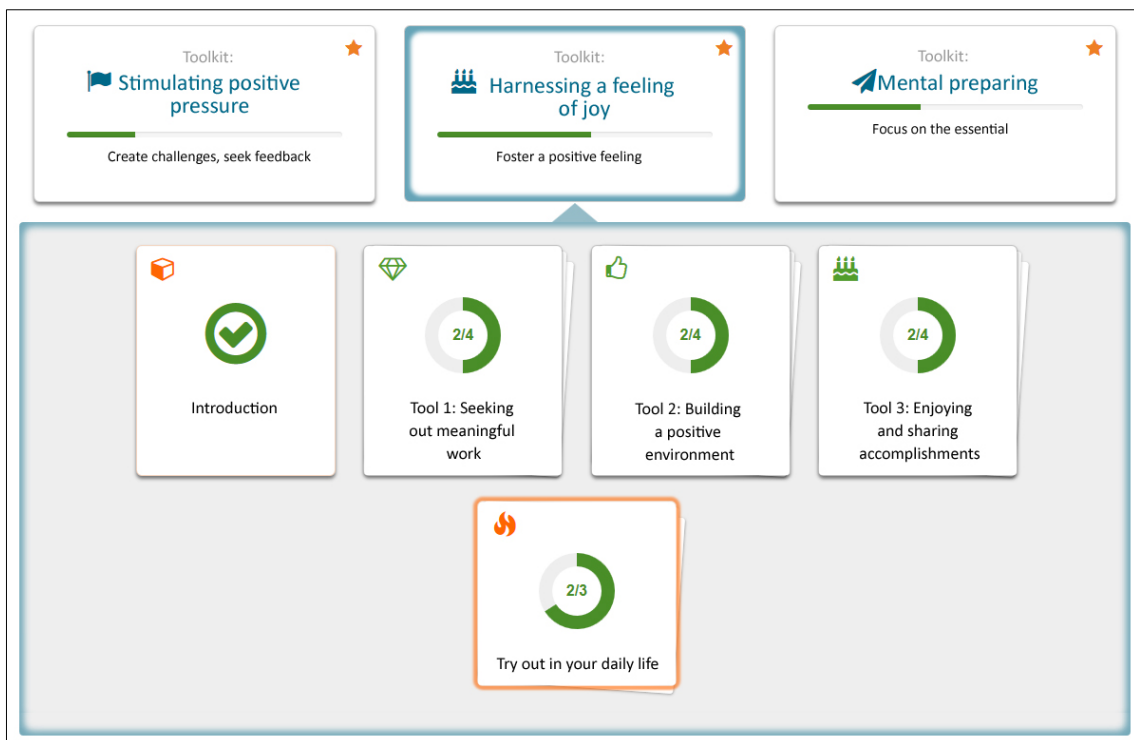 Toolkit:
Stimulating positive
pressure
Create challenges, seek feedback
Toolkit:
Harnessing a feeling
of joy
Foster a positive feeling
Toolkit:
Mental preparing
Focus on the essential
Introduction
2/4
Tool 1: Seeking
out meaningful
work
2/4
Tool 2: Building
a positive
environment
2/4
Tool 3: Enjoying
and sharing
accomplishments
2/3
Try out in your daily life